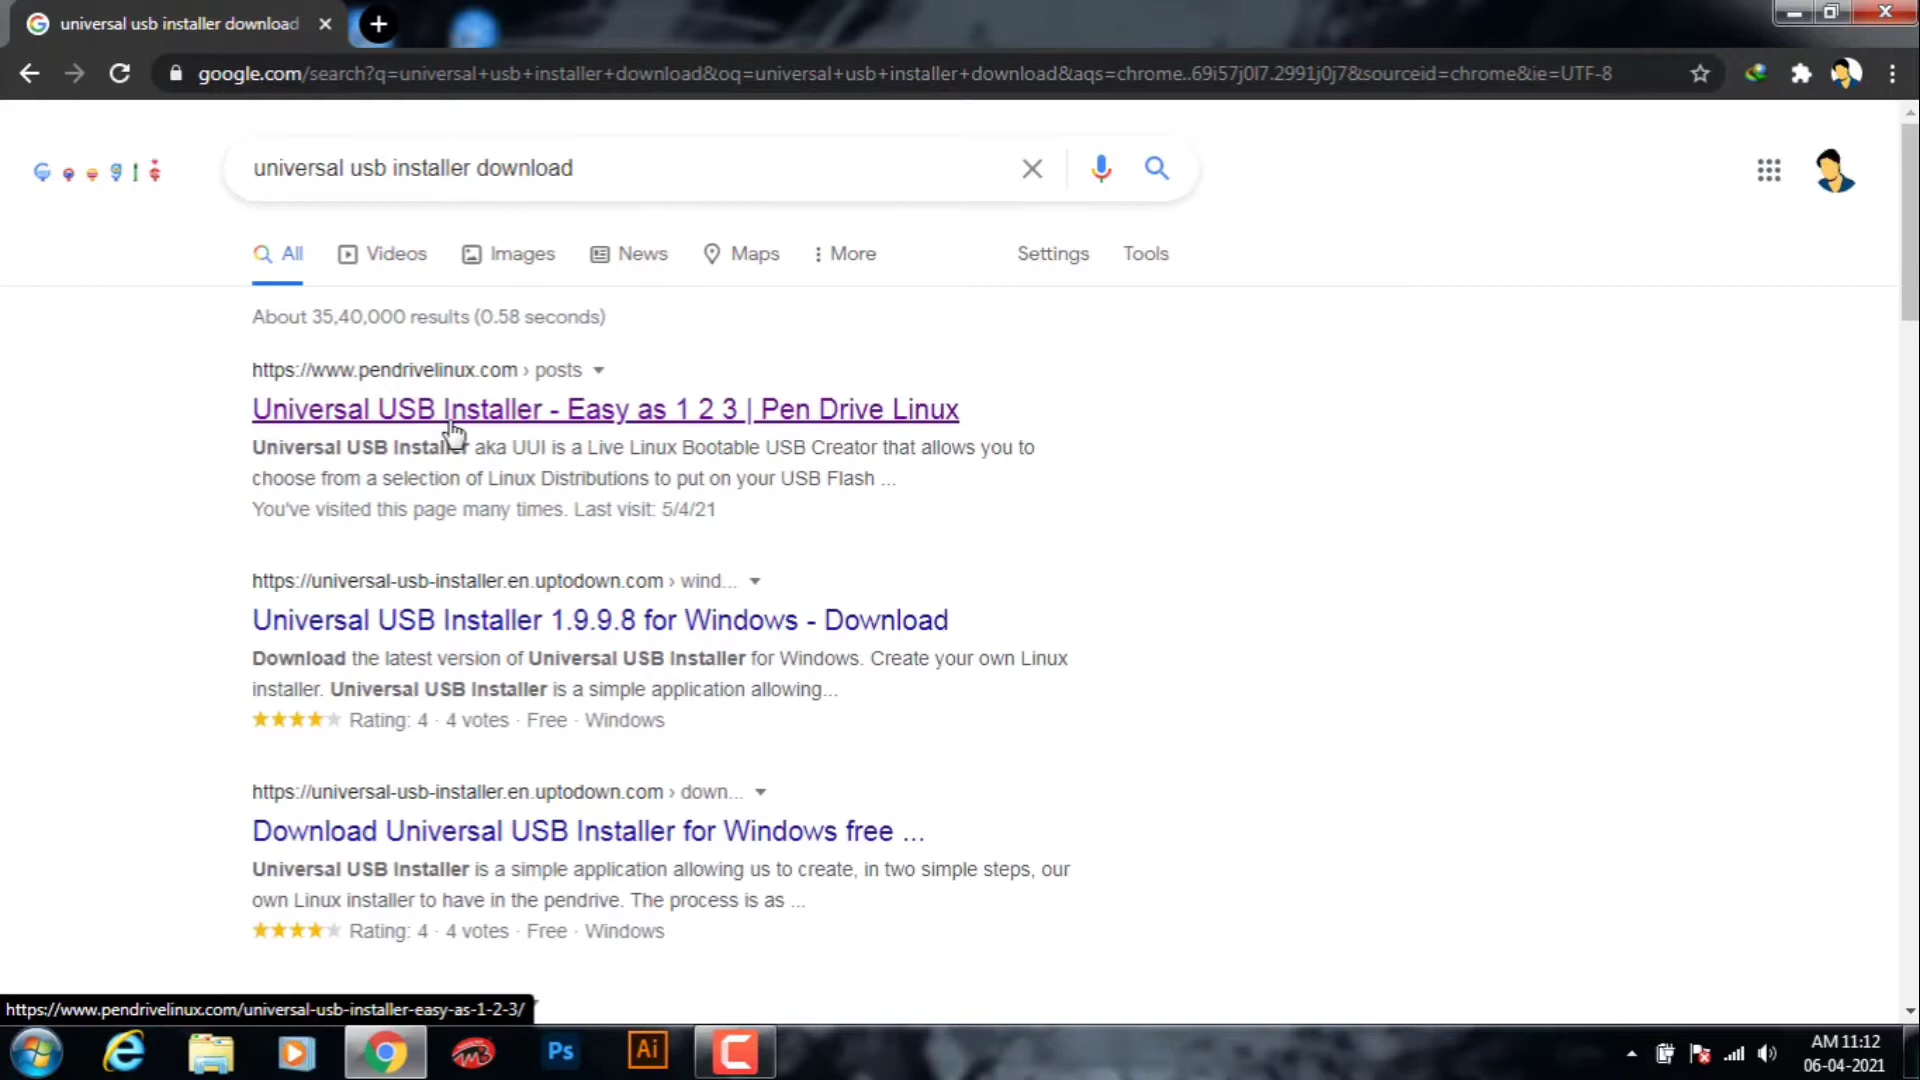 universal usb installer download
google.com/search?q=universal+usb+installer+download&oq=universal+usb+installer+download&aqs=chrome..69i57j0l7.2991j0j7&sourceid=chrome&ie=UTF-8
Google
universal usb installer download
All Videos Images News Maps More Settings Tools
About 35,40,000 results (0.58 seconds)
https://www.pendrivelinux.com › posts
Universal USB Installer - Easy as 1 2 3 | Pen Drive Linux
Universal USB Installer aka UUI is a Live Linux Bootable USB Creator that allows you to
choose from a selection of Linux Distributions to put on your USB Flash ...
You've visited this page many times. Last visit: 5/4/21
https://universal-usb-installer.en.uptodown.com › wind...
Universal USB Installer 1.9.9.8 for Windows - Download
Download the latest version of Universal USB Installer for Windows. Create your own Linux
installer. Universal USB Installer is a simple application allowing...
Rating: 4 · 4 votes · Free · Windows
https://universal-usb-installer.en.uptodown.com › down...
Download Universal USB Installer for Windows free ...
Universal USB Installer is a simple application allowing us to create, in two simple steps, our
own Linux installer to have in the pendrive. The process is as ...
Rating: 4 · 4 votes · Free · Windows
https://www.pendrivelinux.com/universal-usb-installer-easy-as-1-2-3/
Ps Ai
AM 11:12
06-04-2021